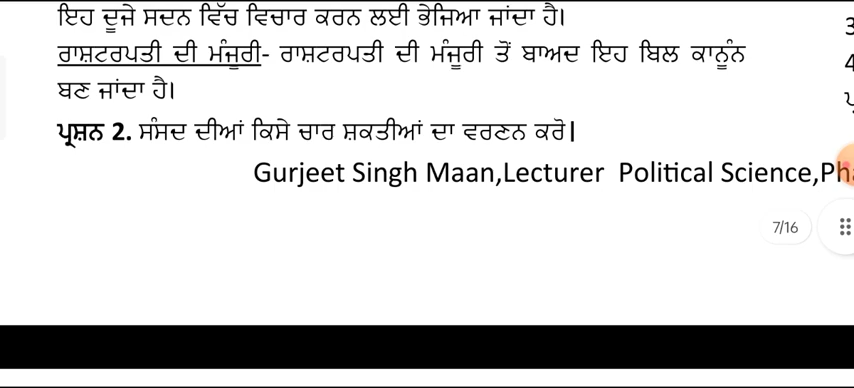 ਇਹ ਦੂਜੇ ਸਦਨ ਵਿੱਚ ਵਿਚਾਰ ਕਰਨ ਲਈ ਭੇਜਿਆ ਜਾਂਦਾ ਹੈ।
ਰਾਸ਼ਟਰਪਤੀ ਦੀ ਮੰਜੂਰੀ- ਰਾਸ਼ਟਰਪਤੀ ਦੀ ਮੰਜੂਰੀ ਤੋਂ ਬਾਅਦ ਇਹ ਬਿਲ ਕਾਨੂੰਨ
ਬਣ ਜਾਂਦਾ ਹੈ।
ਪ੍ਰਸ਼ਨ 2. ਸੰਸਦ ਦੀਆਂ ਕਿਸੇ ਚਾਰ ਸ਼ਕਤੀਆਂ ਦਾ ਵਰਣਨ ਕਰੋ|
Gurjeet Singh Maan,Lecturer Political Science,Ph
7/16